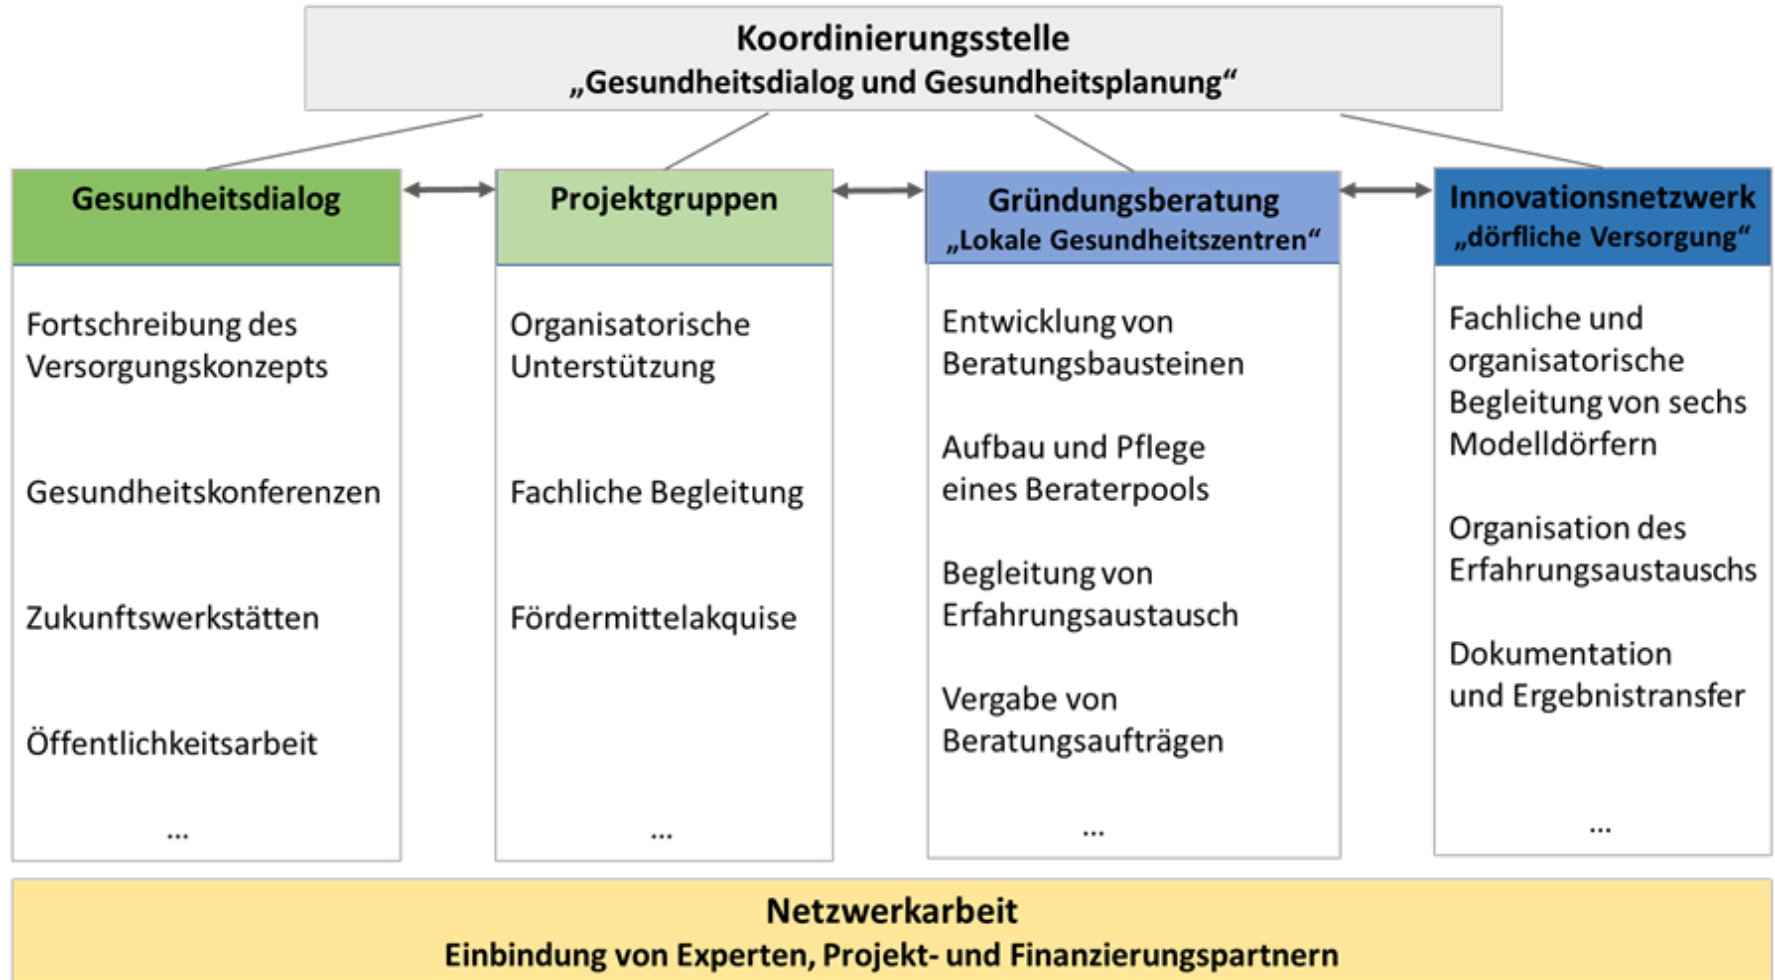 Koordinierungsstelle
„Gesundheitsdialog und Gesundheitsplanung“
Gesundheitsdialog
Fortschreibung des
Versorgungskonzepts
Gesundheitskonferenzen
Zukunftswerkstätten
Öffentlichkeitsarbeit
...
Projektgruppen
Organisatorische
Unterstützung
Fachliche Begleitung
Fördermittelakquise
...
Gründungsberatung
„Lokale Gesundheitszentren“
Entwicklung von
Beratungsbausteinen
Aufbau und Pflege
eines Beraterpools
Begleitung von
Erfahrungsaustausch
Vergabe von
Beratungsaufträgen
...
Innovationsnetzwerk
„dörfliche Versorgung“
Fachliche und
organisatorische
Begleitung von sechs
Modelldörfern
Organisation des
Erfahrungsaustauschs
Dokumentation
und Ergebnistransfer
...
Netzwerkarbeit
Einbindung von Experten, Projekt- und Finanzierungspartnern